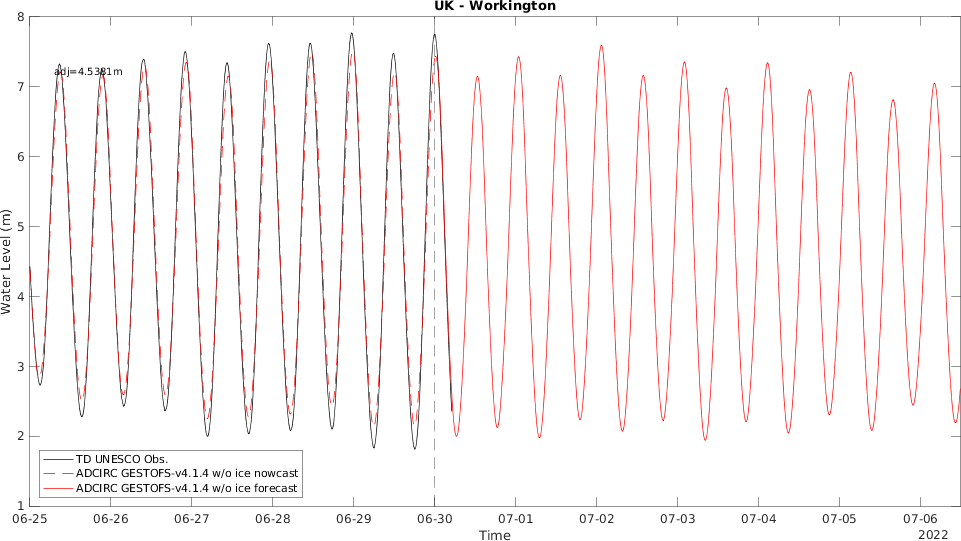 UK - Workington
8
adj=4.5381m
7
6
5
Water Level (m)
4
3
2
1
TD UNESCO Obs.
ADCIRC GESTOFS-v4.1.4 w/o ice nowcast
ADCIRC GESTOFS-v4.1.4 w/o ice forecast
06-25 06-26 06-27 06-28 06-29 06-30 07-01 07-02 07-03 07-04 07-05 07-06
Time
2022